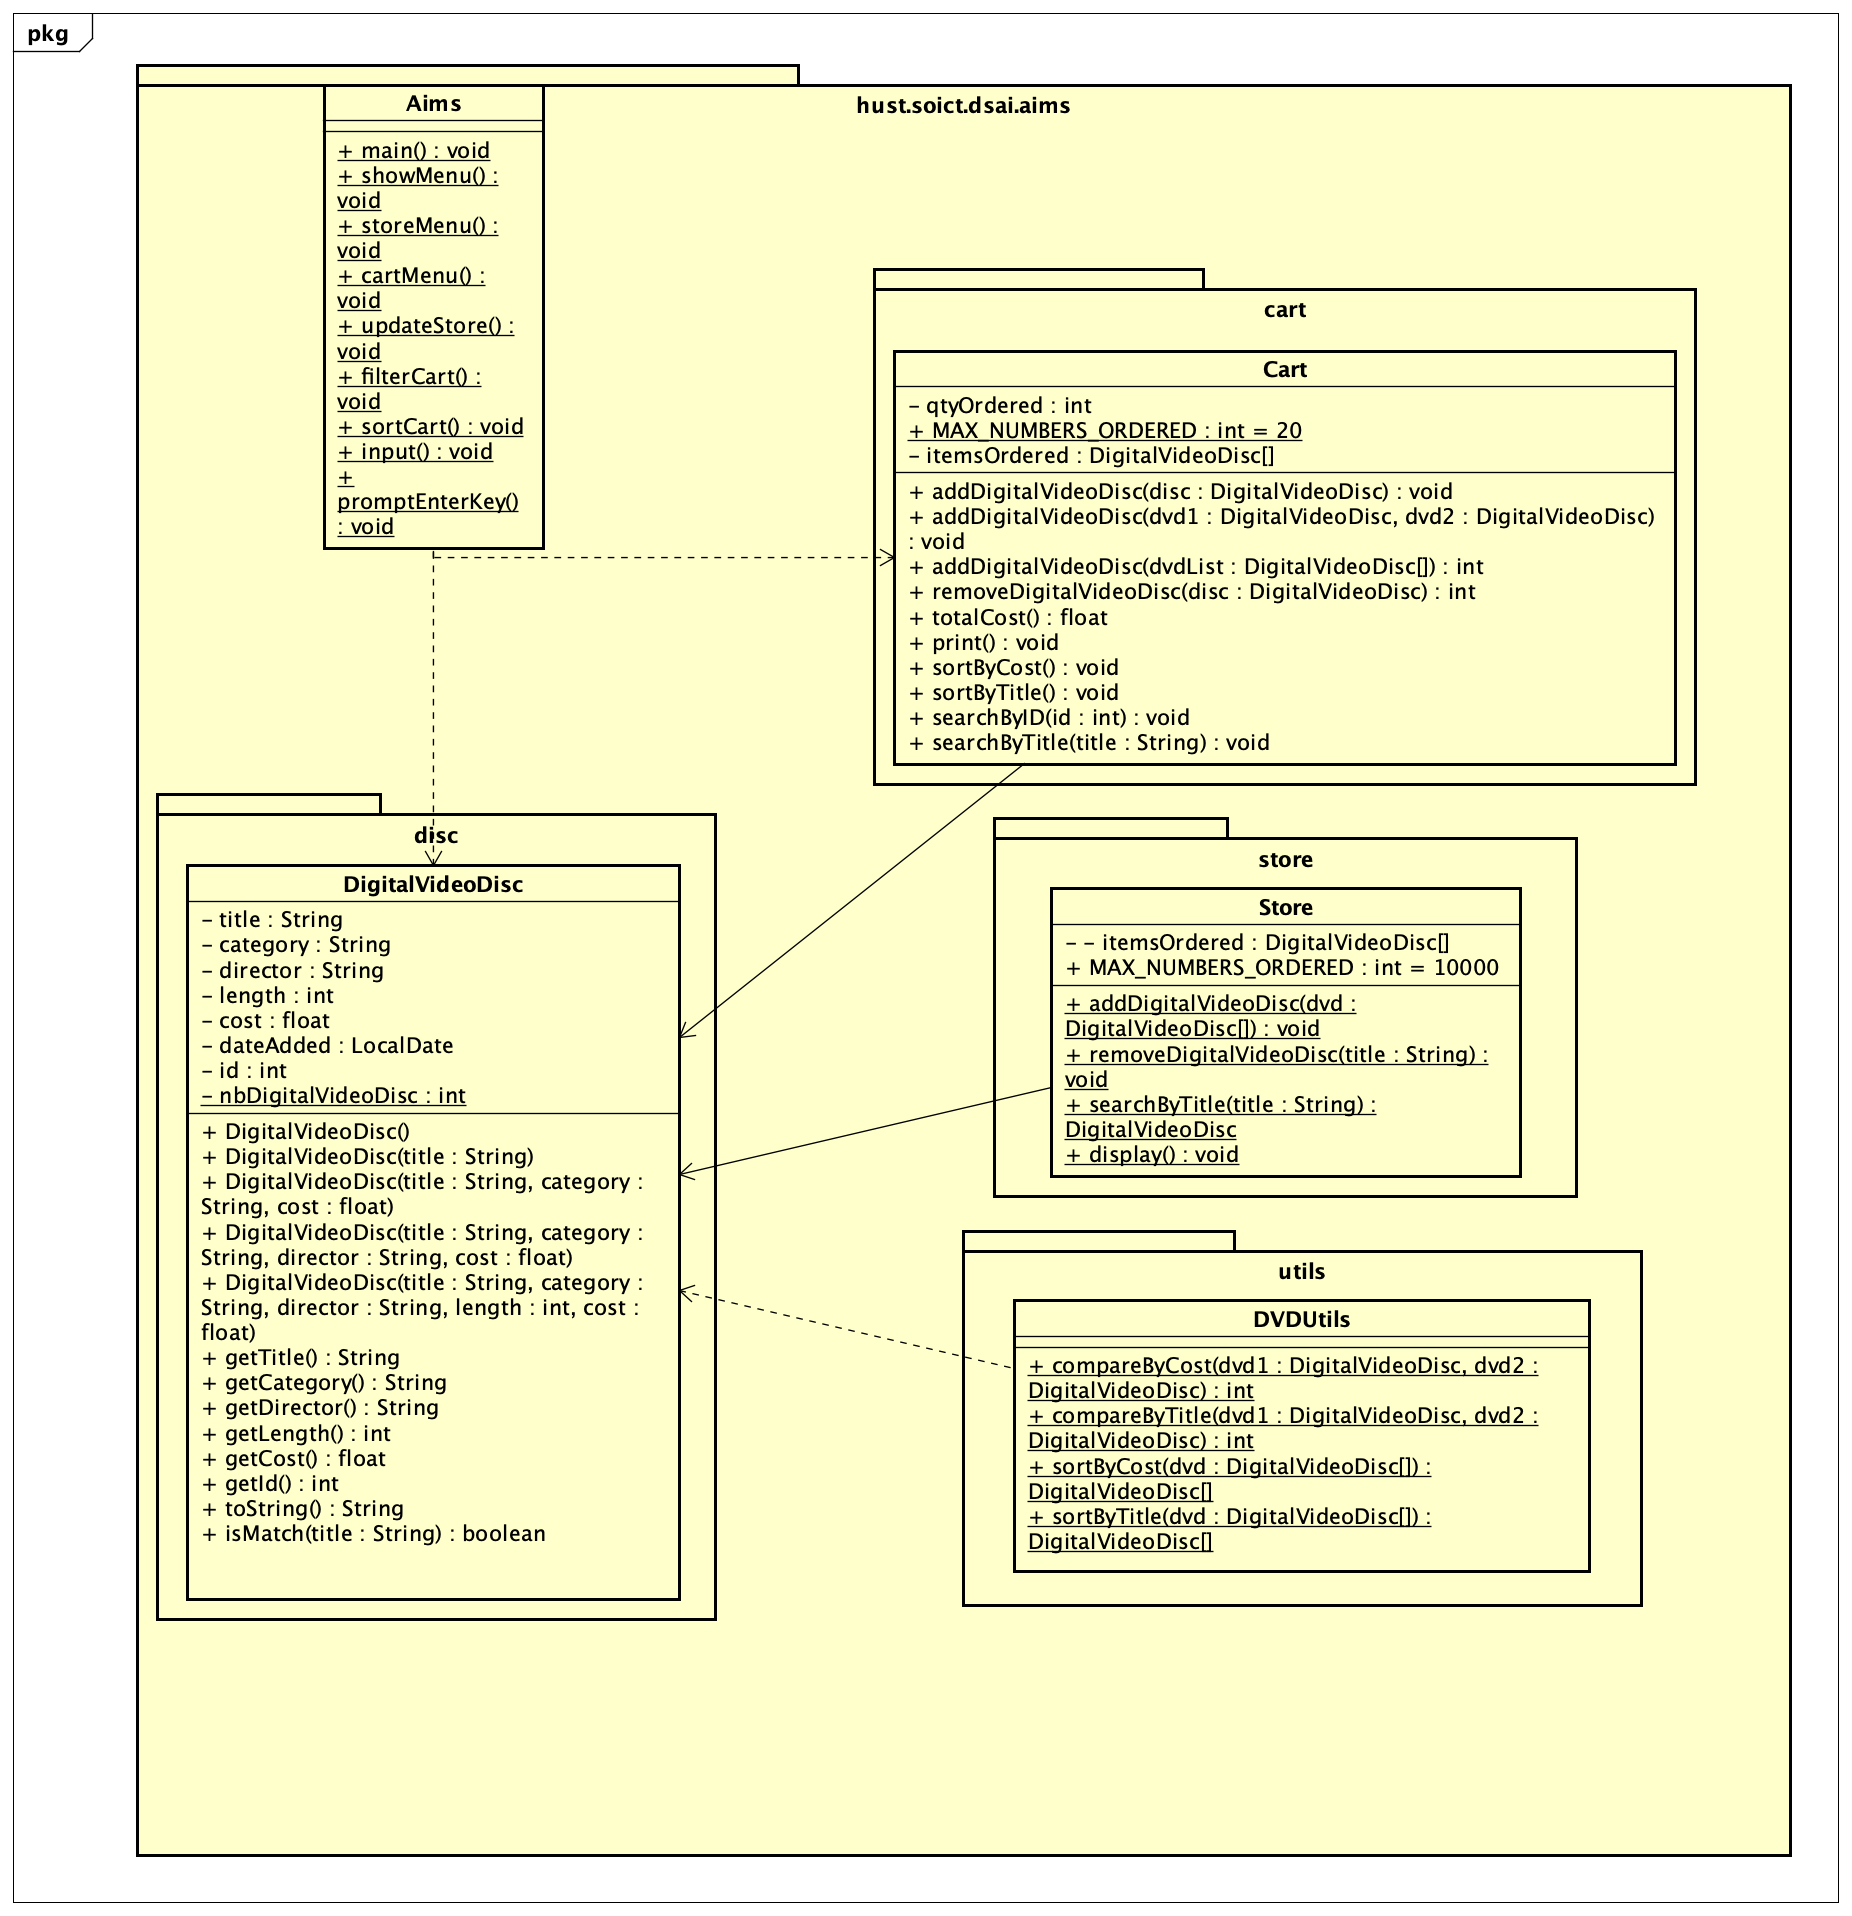 pkg
hust.soict.dsai.aims
Aims
+ main() : void
+ showMenu() :
void
+ storeMenu() :
void
+ cartMenu() :
void
+ updateStore() :
void
+ filterCart() :
void
+ sortCart() : void
+ input() : void
+
promptEnterKey()
: void
cart
Cart
- qtyOrdered : int
+ MAX_NUMBERS_ORDERED : int = 20
- itemsOrdered : DigitalVideoDisc[]
+ addDigitalVideoDisc(disc : DigitalVideoDisc) : void
+ addDigitalVideoDisc(dvd1 : DigitalVideoDisc, dvd2 : DigitalVideoDisc)
: void
+ addDigitalVideoDisc(dvdList : DigitalVideoDisc[]) : int
+ removeDigitalVideoDisc(disc : DigitalVideoDisc) : int
+ totalCost() : float
+ print() : void
+ sortByCost() : void
+ sortByTitle() : void
+ searchByID(id : int) : void
+ searchByTitle(title : String) : void
disc
DigitalVideoDisc
- title : String
- category : String
- director : String
- length : int
- cost : float
- dateAdded : LocalDate
- id : int
- nbDigitalVideoDisc : int
+ DigitalVideoDisc()
+ DigitalVideoDisc(title : String)
+ DigitalVideoDisc(title : String, category :
String, cost : float)
+ DigitalVideoDisc(title : String, category :
String, director : String, cost : float)
+ DigitalVideoDisc(title : String, category :
String, director : String, length : int, cost :
float)
+ getTitle() : String
+ getCategory() : String
+ getDirector() : String
+ getLength() : int
+ getCost() : float
+ getId() : int
+ toString() : String
+ isMatch(title : String) : boolean
store
Store
- - itemsOrdered : DigitalVideoDisc[]
+ MAX_NUMBERS_ORDERED : int = 10000
+ addDigitalVideoDisc(dvd :
DigitalVideoDisc[]) : void
+ removeDigitalVideoDisc(title : String) :
void
+ searchByTitle(title : String) :
DigitalVideoDisc
+ display() : void
utils
DVDUtils
+ compareByCost(dvd1 : DigitalVideoDisc, dvd2 :
DigitalVideoDisc) : int
+ compareByTitle(dvd1 : DigitalVideoDisc, dvd2 :
DigitalVideoDisc) : int
+ sortByCost(dvd : DigitalVideoDisc[]) :
DigitalVideoDisc[]
+ sortByTitle(dvd : DigitalVideoDisc[]) :
DigitalVideoDisc[]